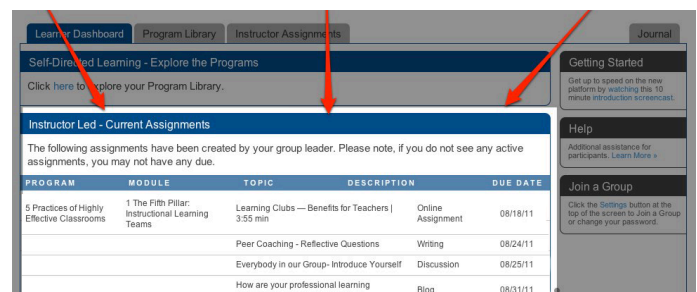 Learner Dashboard Program Library Instructor Assignments Journal
Self-Directed Learning - Explore the Programs
Click here to explore your Program Library.
Instructor Led - Current Assignments
The following assignments have been created by your group leader. Please note, if you do not see any active
assignments, you may not have any due.
PROGRAM MODULE TOPIC DESCRIPTION DUE DATE
5 Practices of Highly
Effective Classrooms
1 The Fifth Pillar:
Instructional Learning
Teams
Learning Clubs — Benefits for Teachers |
3:55 min
Online
Assignment
08/18/11
Peer Coaching - Reflective Questions Writing 08/24/11
Everybody in our Group- Introduce Yourself Discussion 08/25/11
How are your professional learning
Blog 08/31/11
Getting Started
Get up to speed on the new
platform by watching this 10
minute introduction screencast.
Help
Additional assistance for
participants. Learn More »
Join a Group
Click the Settings button at the
top of the screen to Join a Group
or change your password.